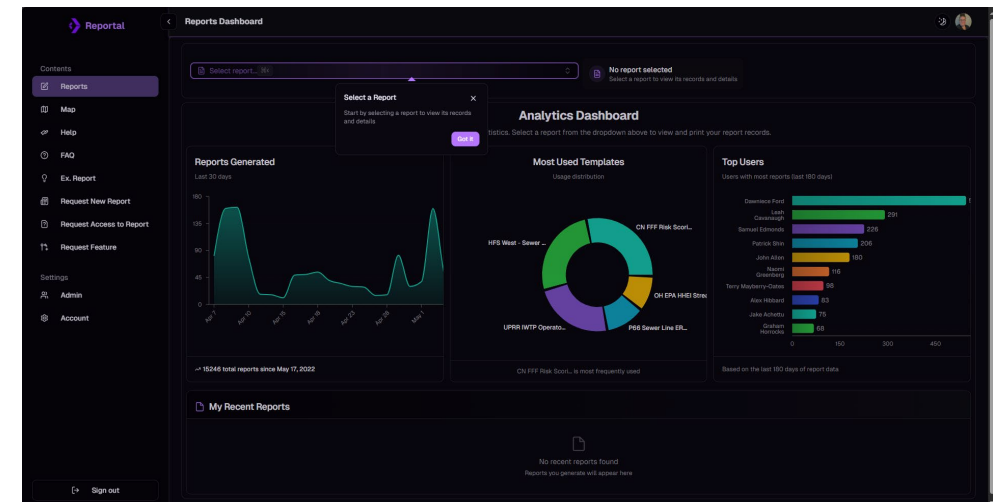 Reportal
Reports Dashboard
Contents
Reports
Map
Help
FAQ
Ex. Report
Request New Report
Request Access to Report
Request Feature
Settings
Admin
Account
Sign out
Select report...
No report selected
Select a report to view its records and details
Select a Report
Start by selecting a report to view its records
and details
Got it
Analytics Dashboard
tistics. Select a report from the dropdown above to view and print your report records.
Reports Generated
Last 30 days
180
135
90
45
0
Apr 7
Apr 10
Apr 15
Apr 18
Apr 23
Apr 28
May 1
15246 total reports since May 17, 2022
Most Used Templates
Usage distribution
CN FFF Risk Scori...
HFS West - Sewer ...
OH EPA HHEI Strea
UPRR IWTP Operato...
P66 Sewer Line ER...
CN FFF Risk Scori... is most frequently used
Top Users
Users with most reports (last 180 days)
Dawniece Ford
Leah
Cavanaugh
291
Samuel Edmonds
226
Patrick Shin
206
John Allen
180
Naomi
Greenberg
116
Terry Mayberry-Oates
98
Alex Hibbard
83
Jake Achettu
75
Graham
Horrocks
68
0
150
300
450
Based on the last 180 days of report data
My Recent Reports
No recent reports found
Reports you generate will appear here